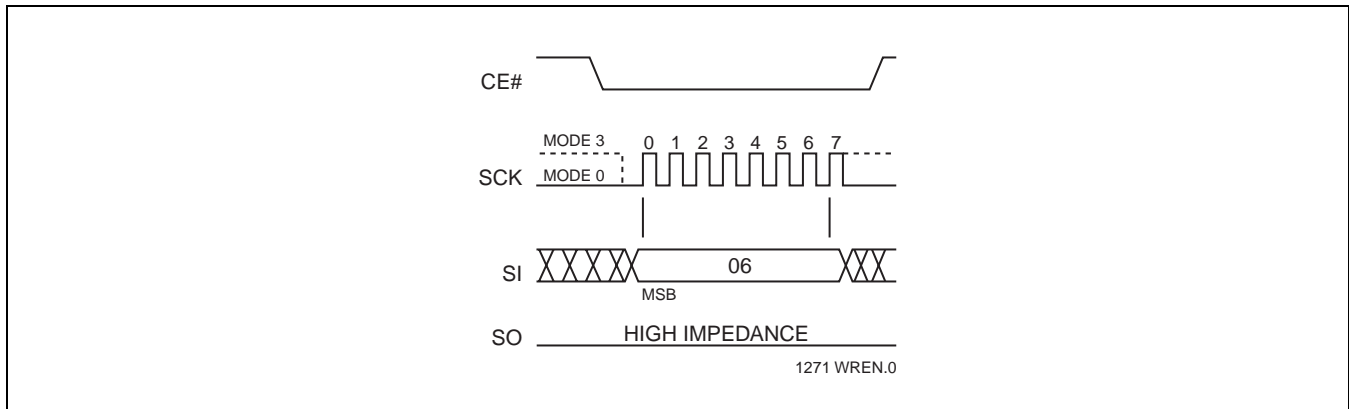 CE#
MODE 3
0 1 2 3 4 5 6 7
SCK
MODE 0
SI
06
MSB
SO
HIGH IMPEDANCE
1271 WREN.0